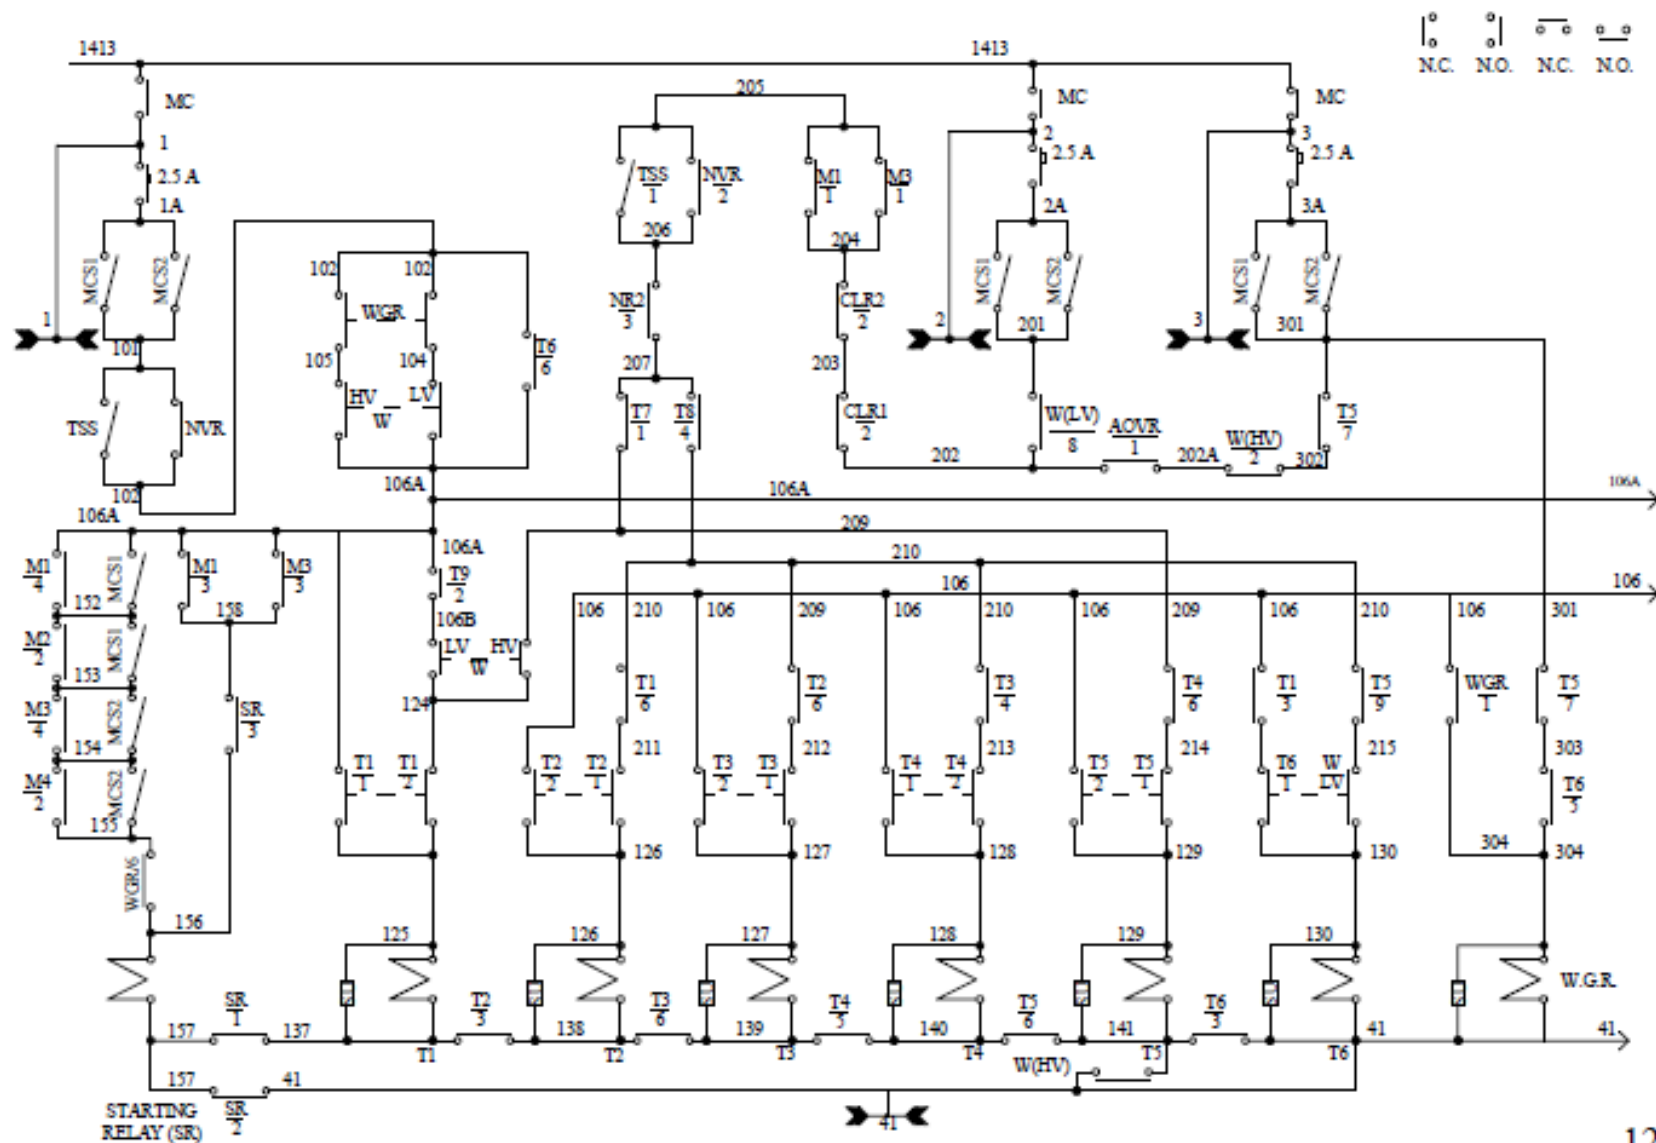 1413
1413
N.C.
N.O.
N.C.
N.O.
MC
MC
MC
205
1
2
3
2.5 A
2.5 A
2.5 A
TSS
1
NVR
2
M1
1
M3
1
1A
2A
3A
206
204
MCS1
MCS2
MCS1
MCS2
MCS1
MCS2
102
102
WGR
NR2
3
CLR2
2
1
2
3
101
201
301
105
104
T6
6
207
203
HV
W
LV
TSS
NVR
T7
1
T8
4
CLR1
2
W(LV)
8
AOVR
1
W(HV)
2
T5
7
202
202A
302
102
106A
106A
106A
106A
209
106A
210
M1
4
MCS1
M1
3
M3
3
T9
2
106
106
152
158
106B
106
210
106
209
106
210
106
209
106
210
106
301
M2
2
MCS1
LV
W
HV
153
124
T1
6
T2
6
T3
4
T4
6
T1
3
T5
9
WGR
1
T5
7
M3
4
MCS2
SR
3
154
211
212
213
214
215
303
M4
2
MCS2
T1
1
T1
2
T2
2
T2
1
T3
2
T3
1
T4
1
T4
2
T5
2
T5
1
T6
1
W
LV
T6
5
155
126
127
128
129
130
304
304
WGR/6
156
125
126
127
128
129
130
W.G.R.
157
SR
1
137
T1
T2
3
138
T2
T3
6
139
T3
T4
5
140
T4
T5
6
141
T5
T6
3
T6
41
41
W(HV)
157
SR
2
41
41
STARTING
RELAY (SR)
12